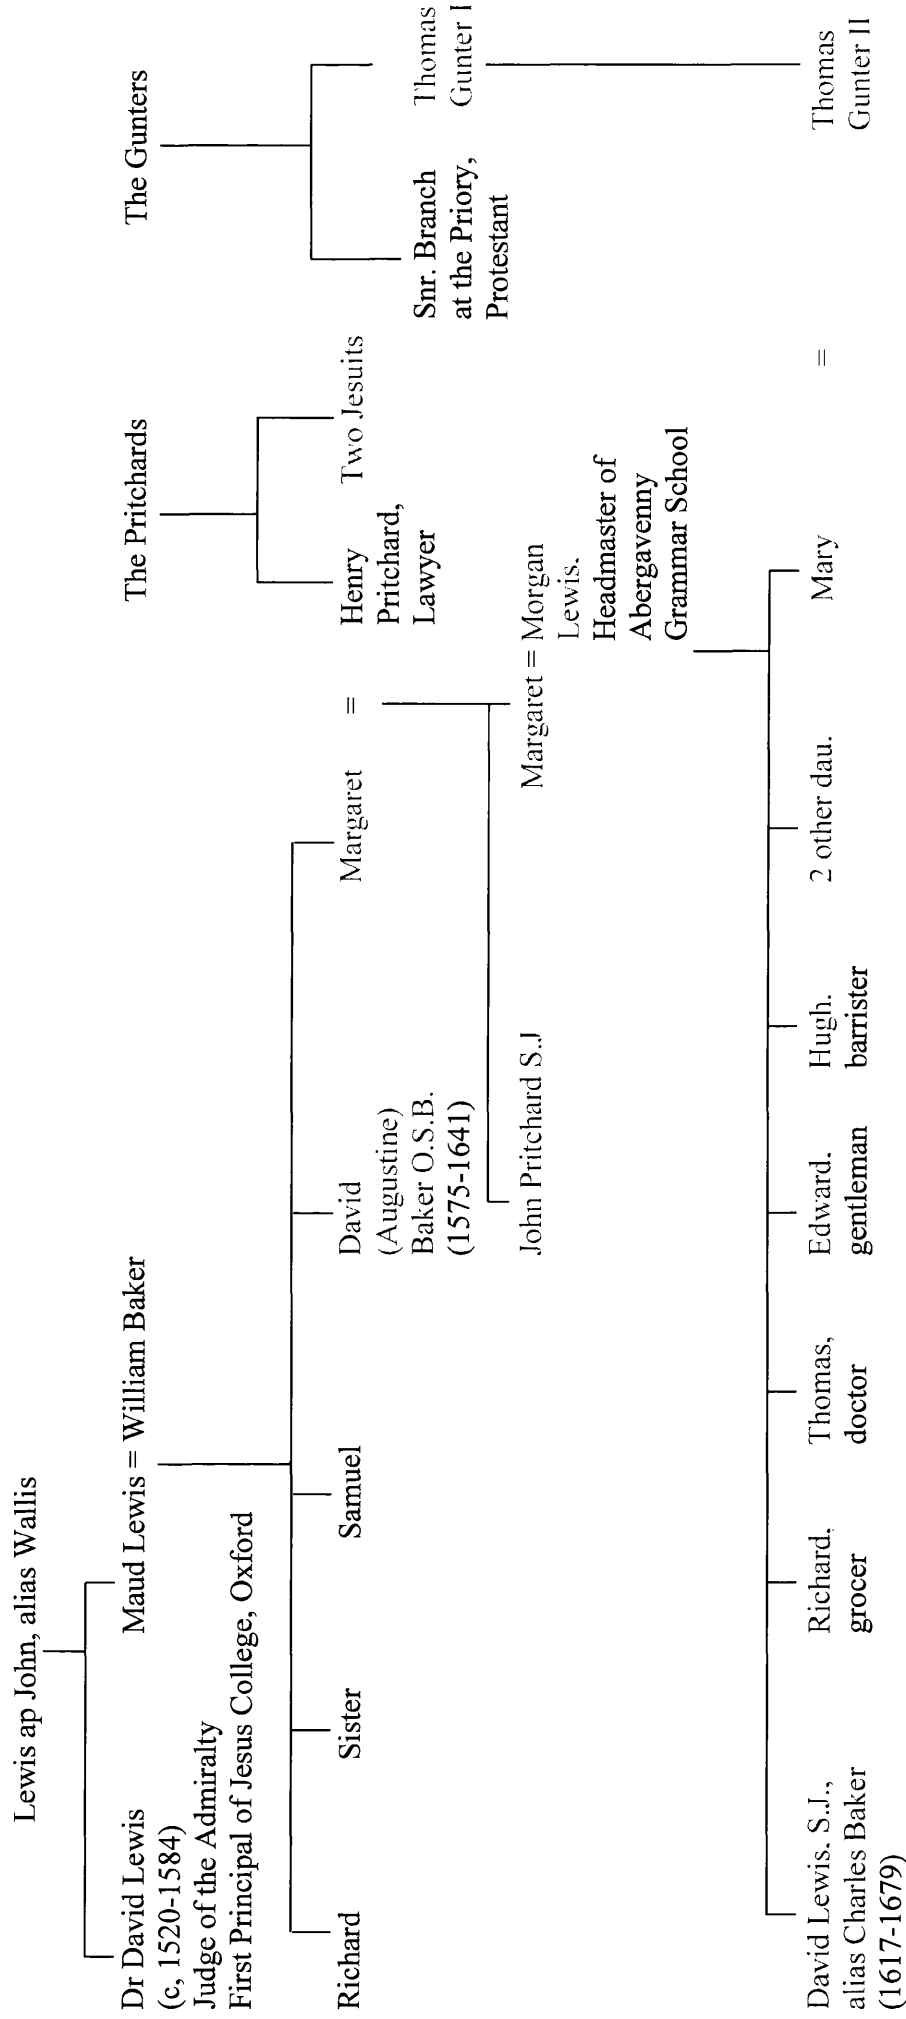 Lewis ap John, alias Wallis
Dr David Lewis
(c, 1520-1584)
Judge of the Admiralty
First Principal of Jesus College, Oxford
Maud Lewis = William Baker
The Pritchards
The Gunters
Richard
Sister
Samuel
David
(Augustine)
Baker O.S.B.
(1575-1641)
Margaret
=
Henry
Pritchard,
Lawyer
Two Jesuits
Snr. Branch
at the Priory,
Protestant
Thomas
Gunter I
John Pritchard S.J
Margaret = Morgan
Lewis.
Headmaster of
Abergavenny
Grammar School
David Lewis. S.J.,
alias Charles Baker
(1617-1679)
Richard,
grocer
Thomas,
doctor
Edward.
gentleman
Hugh.
barrister
2 other dau.
Mary
=
Thomas
Gunter II